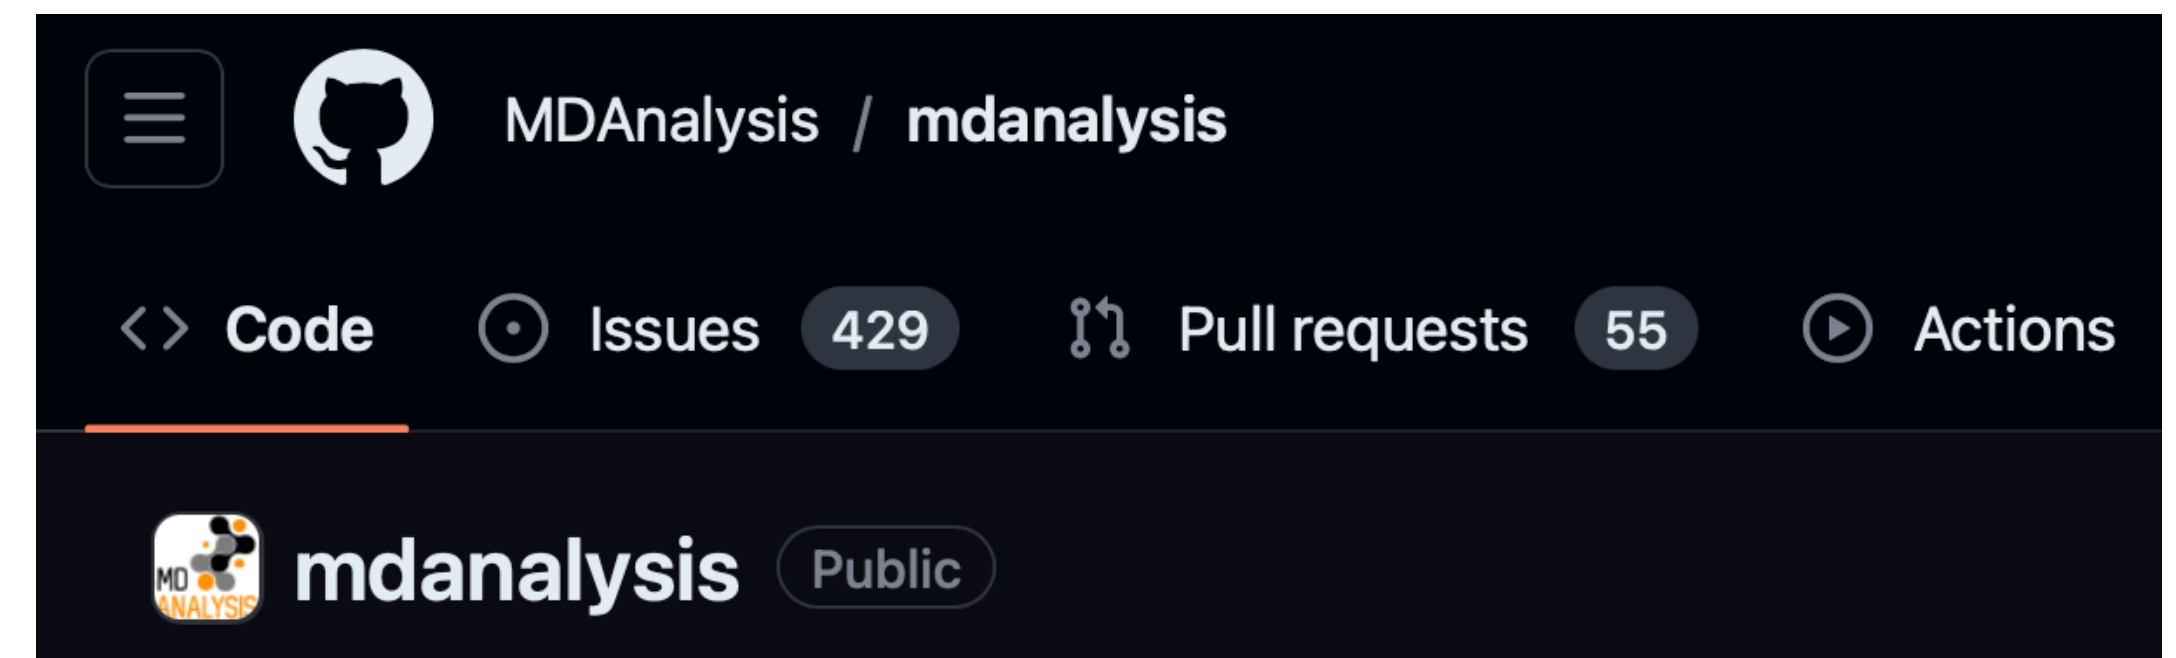 MDAnalysis / mdanalysis
Code Issues 429 Pull requests 55 Actions
MD
ANALYSIS
mdanalysis Public